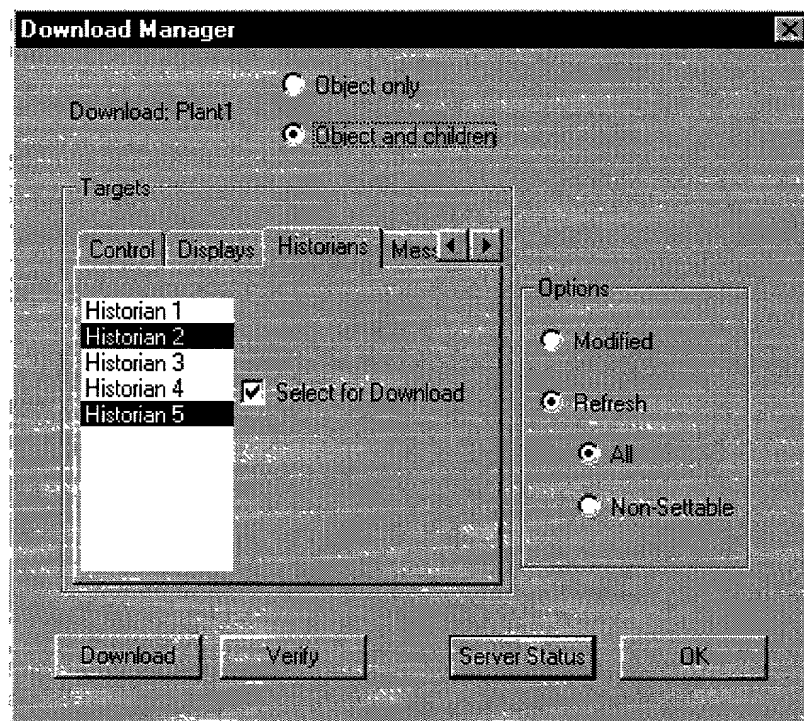 Download Manager
Object only
Download: Plant1
Object and children
Targets
Control Displays Historians Mes
Historian 1
Historian 2
Historian 3
Historian 4
Historian 5
Select for Download
Options
Modified
Refresh
All
Non-Settable
Download Verify Server Status OK